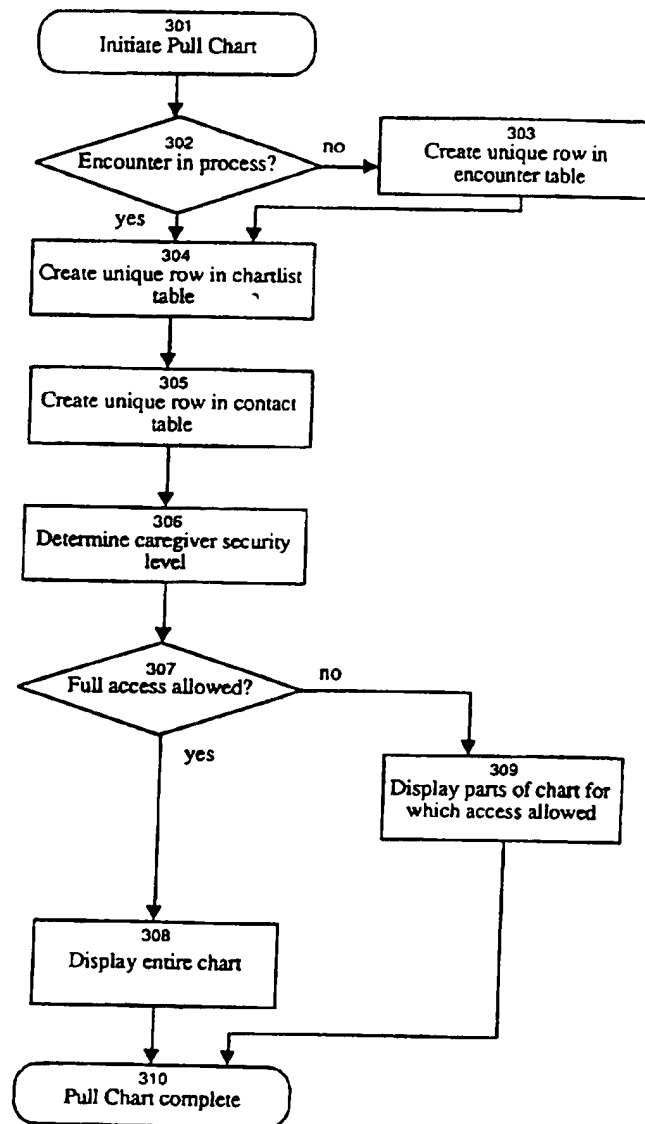 301
Initiate Pull Chart
302
Encounter in process?
no
303
Create unique row in
encounter table
yes
304
Create unique row in chartlist
table
305
Create unique row in contact
table
306
Determine caregiver security
level
307
Full access allowed?
no
yes
309
Display parts of chart for
which access allowed
308
Display entire chart
310
Pull Chart complete